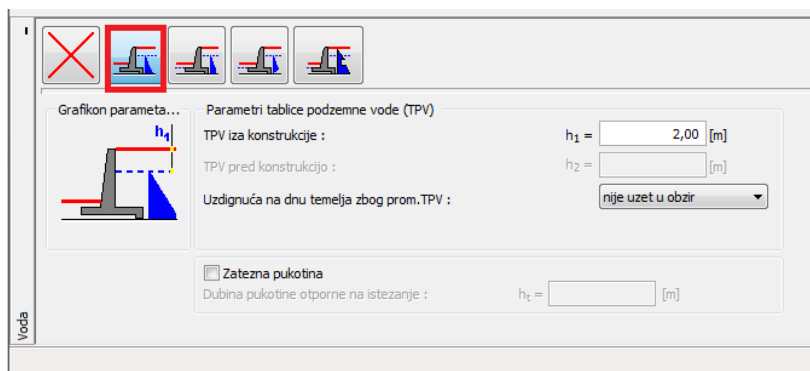 Grafikon parameta...
h1
Parametri tablice podzemne vode (TPV)
TPV iza konstrukcije :
h1 = 2,00 [m]
TPV pred konstrukcijo :
h2 = [m]
Uzdignuća na dnu temelja zbog prom.TPV :
nije uzet u obzir
Zatezna pukotina
Dubina pukotine otporne na istezanje :
ht = [m]
Voda